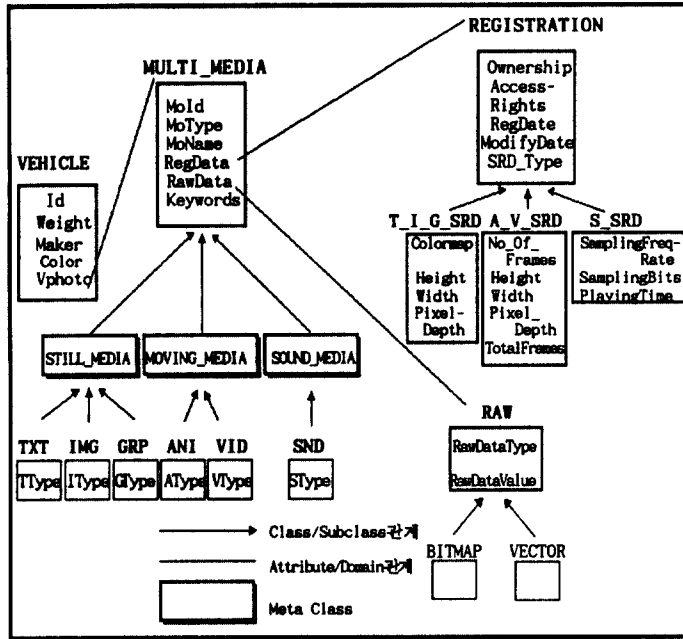 REGISTRATION
Ownership
Access-
Rights
RegDate
ModifyDate
SRD_Type
MULTI_MEDIA
MoId
MoType
MoName
RegData
RawData
Keywords
VEHICLE
Id
Weight
Maker
Color
Vphoto
T_I_G_SRD A_V_SRD S_SRD
Colormap
Height
Width
Pixel-
Depth
No_Of_
Frames
Height
Width
Pixel_
Depth
TotalFrames
SamplingFreq-
Rate
SamplingBits
PlayingTime
STILL_MEDIA MOVING_MEDIA SOUND_MEDIA
TXT IMG GRP ANI VID SND
TType IType GType AType VType SType
RAW
RawDataType
RawDataValue
BITMAP VECTOR
Class/Subclass관계
Attribute/Domain관계
Meta Class